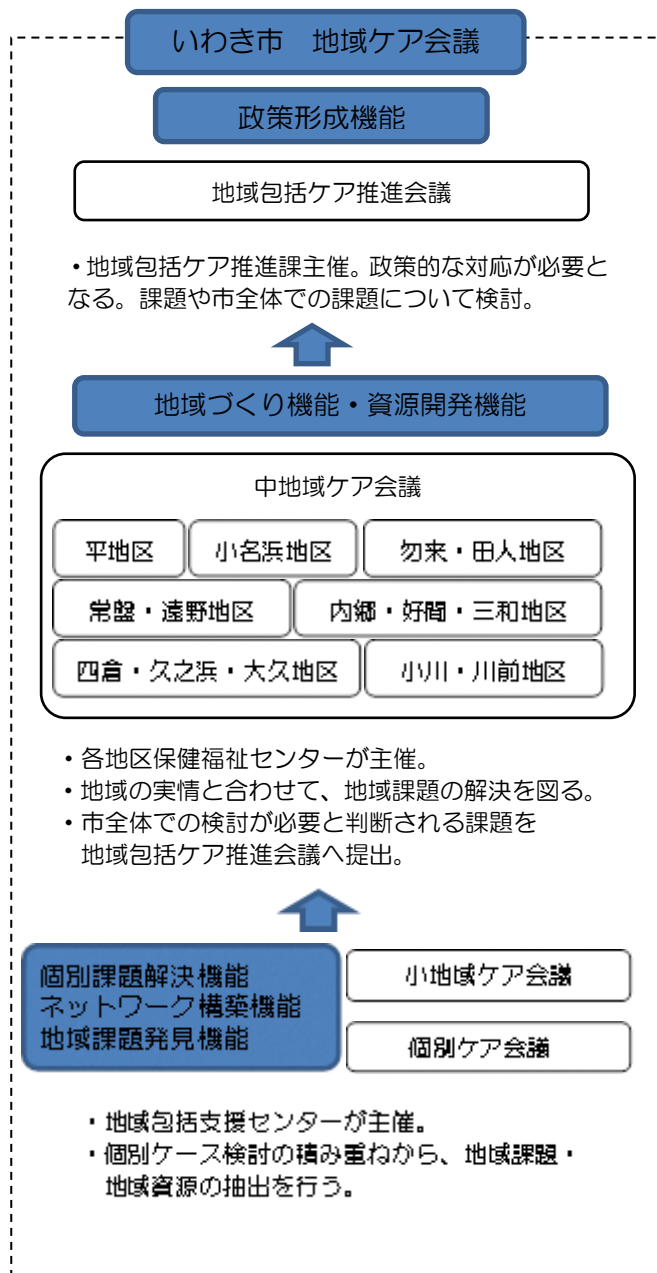 いわき市　地域ケア会議
政策形成機能
地域包括ケア推進会議
・地域包括ケア推進課主催。政策的な対応が必要と
なる。課題や市全体での課題について検討。
地域づくり機能・資源開発機能
中地域ケア会議
平地区
小名浜地区
勿来・田人地区
常磐・遠野地区
内郷・好間・三和地区
四倉・久之浜・大久地区
小川・川前地区
・各地区保健福祉センターが主催。
・地域の実情と合わせて、地域課題の解決を図る。
・市全体での検討が必要と判断される課題を
地域包括ケア推進会議へ提出。
個別課題解決機能
ネットワーク構築機能
地域課題発見機能
小地域ケア会議
個別ケア会議
・地域包括支援センターが主催。
・個別ケース検討の積み重ねから、地域課題・
地域資源の抽出を行う。